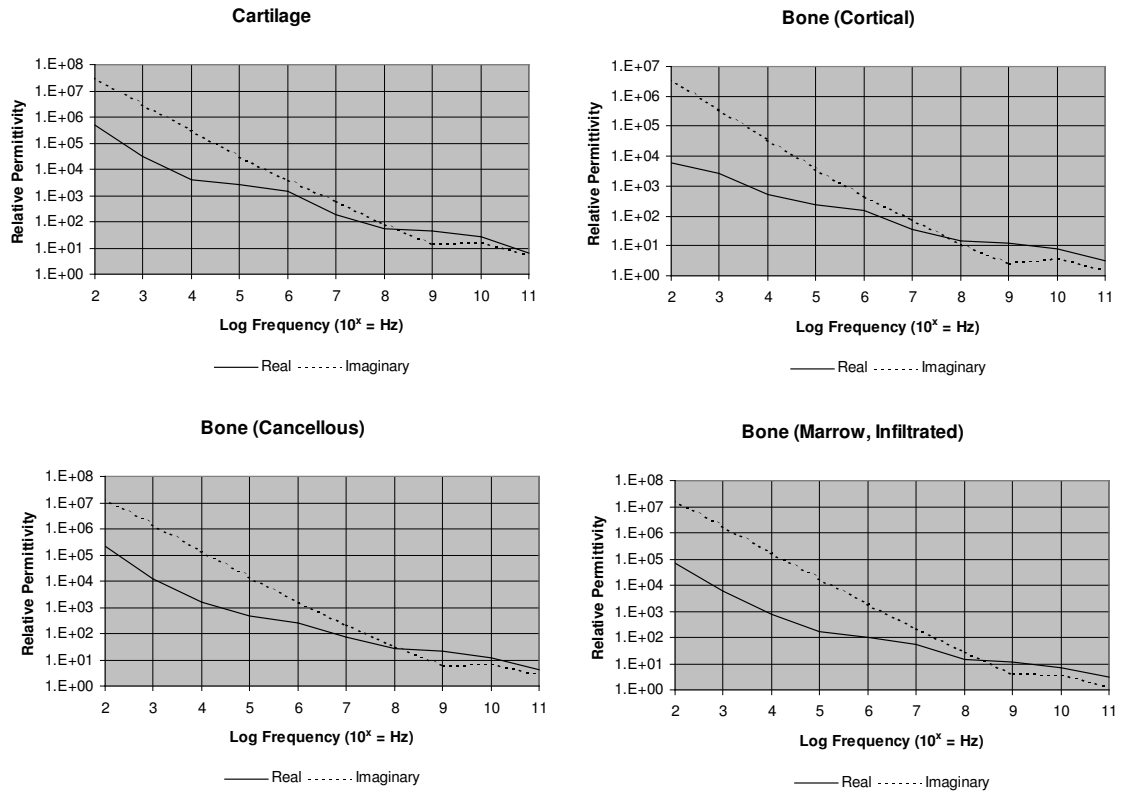 Cartilage
Relative Permittivity
1.E+08
1.E+07
1.E+06
1.E+05
1.E+04
1.E+03
1.E+02
1.E+01
1.E+00
2 3 4 5 6 7 8 9 10 11
Log Frequency (10^x = Hz)
Real Imaginary
Bone (Cortical)
Relative Permittivity
1.E+07
1.E+06
1.E+05
1.E+04
1.E+03
1.E+02
1.E+01
1.E+00
2 3 4 5 6 7 8 9 10 11
Log Frequency (10^x = Hz)
Real Imaginary
Bone (Cancellous)
Relative Permittivity
1.E+08
1.E+07
1.E+06
1.E+05
1.E+04
1.E+03
1.E+02
1.E+01
1.E+00
2 3 4 5 6 7 8 9 10 11
Log Frequency (10^x = Hz)
Real Imaginary
Bone (Marrow, Infiltrated)
Relative Permittivity
1.E+08
1.E+07
1.E+06
1.E+05
1.E+04
1.E+03
1.E+02
1.E+01
1.E+00
2 3 4 5 6 7 8 9 10 11
Log Frequency (10^x = Hz)
Real Imaginary